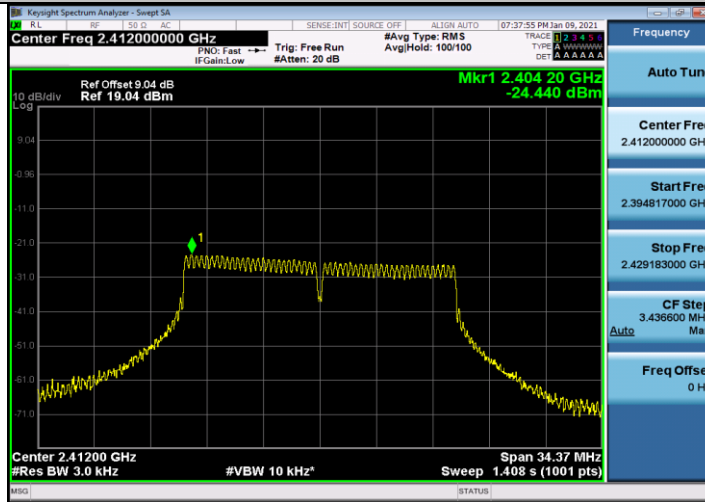 Keysight Spectrum Analyzer - Swept SA
RL RF 50 Ω AC SENSE:INT SOURCE OFF ALIGN AUTO 07:37:55 PM Jan 09, 2021
Center Freq 2.412000000 GHz
#Avg Type: RMS
TRACE 1 2 3 4 5 6
PNO: Fast
Trig: Free Run
Avg|Hold: 100/100
TYPE A WWWWW
IFGain:Low
#Atten: 20 dB
DET A A A A A A
Mkr1 2.404 20 GHz
-24.440 dBm
Ref Offset 9.04 dB
10 dB/div Ref 19.04 dBm
Log
9.04
-0.96
-11.0
-21.0
-31.0
-41.0
-51.0
-61.0
-71.0
1
Center 2.41200 GHz
Span 34.37 MHz
#Res BW 3.0 kHz
#VBW 10 kHz*
Sweep 1.408 s (1001 pts)
MSG
STATUS
Frequency
Auto Tun
Center Fre
2.412000000 GH
Start Fre
2.394817000 GH
Stop Fre
2.429183000 GH
CF Step
3.436600 MH
Auto Ma
Freq Offse
0 H